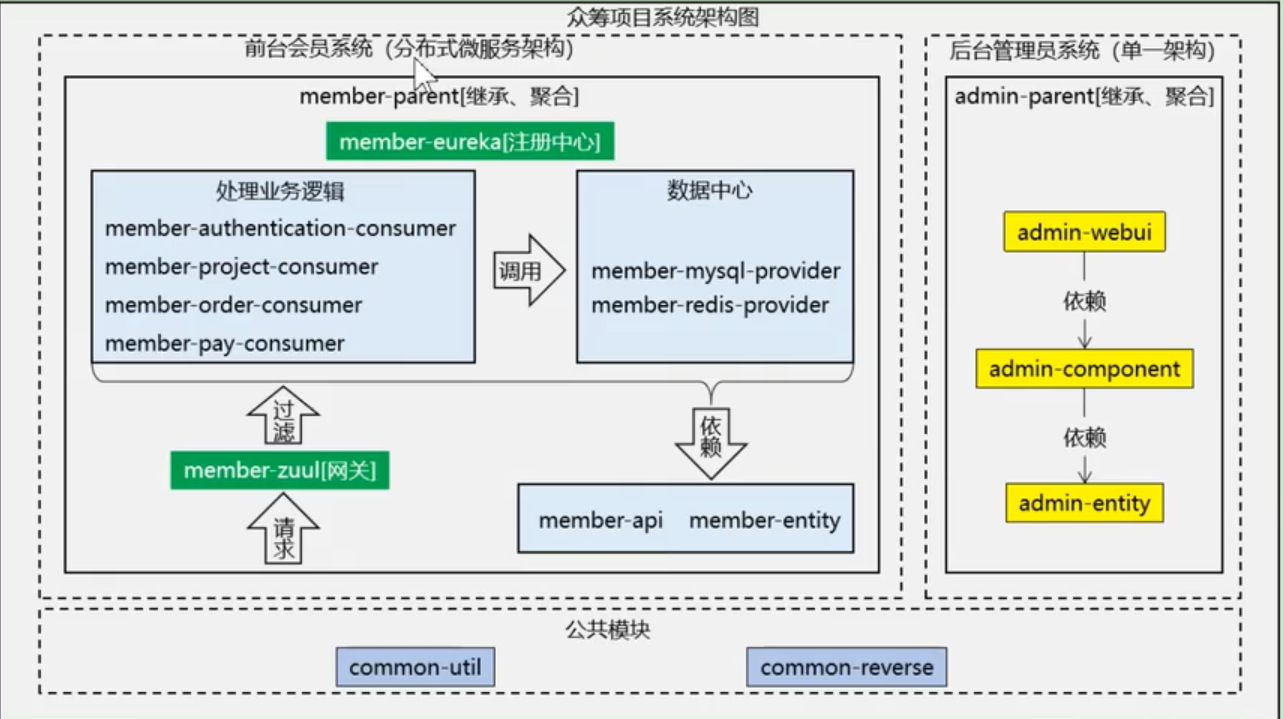 众筹项目系统架构图
前台会员系统（分布式微服务架构）
member-parent[继承、聚合]
member-eureka[注册中心]
处理业务逻辑
member-authentication-consumer
member-project-consumer
member-order-consumer
member-pay-consumer
调用
数据中心
member-mysql-provider
member-redis-provider
过滤
依赖
member-zuul[网关]
请求
member-api member-entity
后台管理员系统（单一架构）
admin-parent[继承、聚合]
admin-webui
依赖
admin-component
依赖
admin-entity
公共模块
common-util
common-reverse